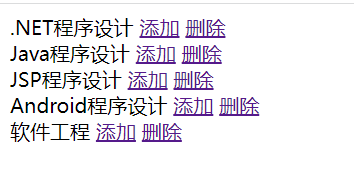 .NET程序设计 添加 删除
Java程序设计 添加 删除
JSP程序设计 添加 删除
Android程序设计 添加 删除
软件工程 添加 删除